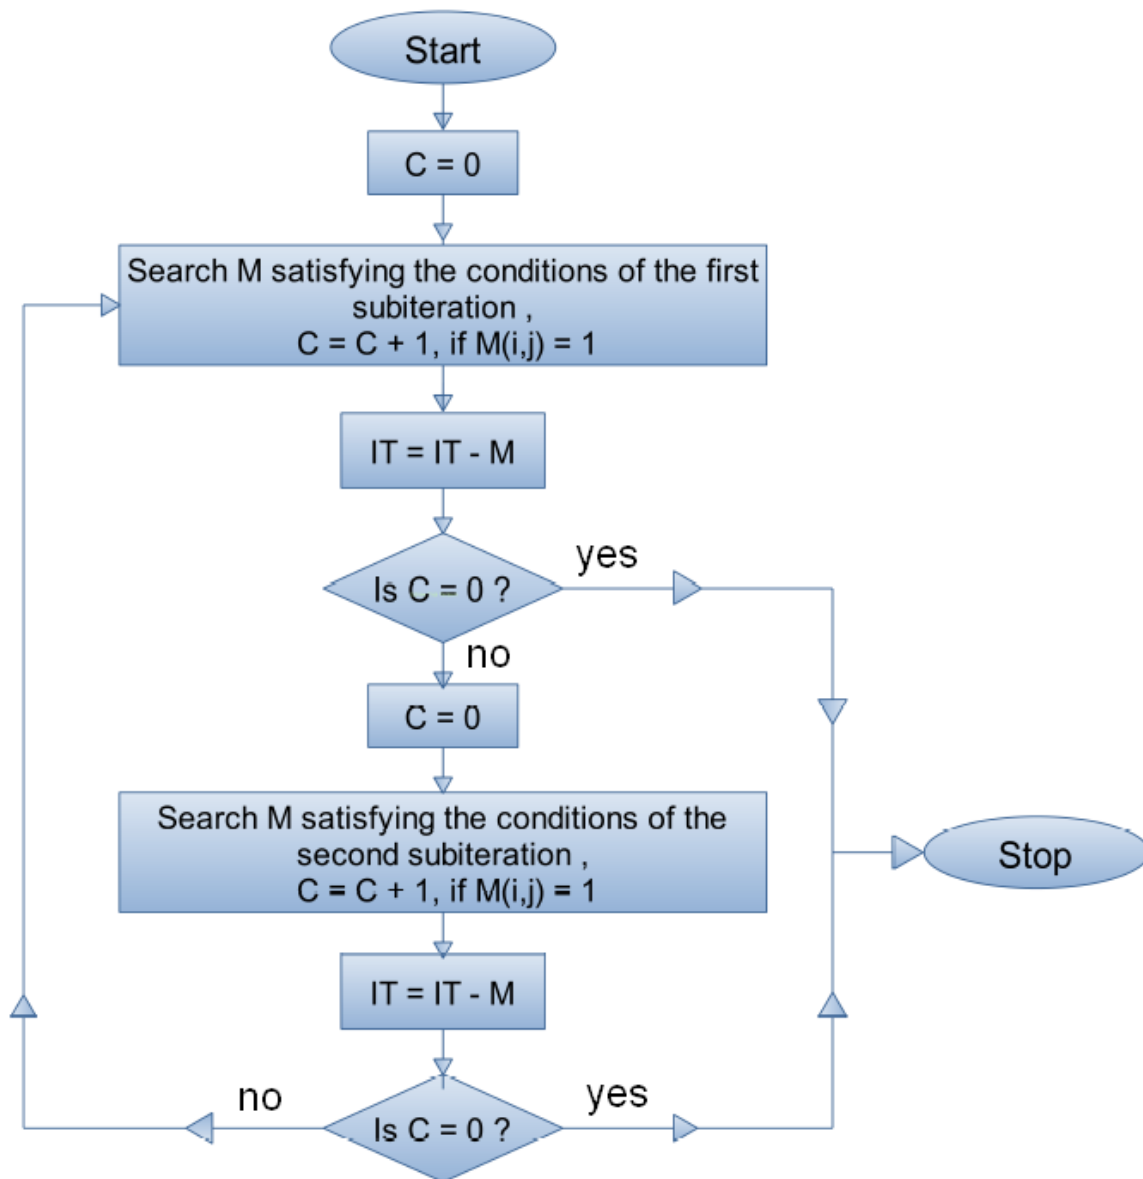 Start
C = 0
Search M satisfying the conditions of the first
subiteration ,
C = C + 1, if M(i,j) = 1
IT = IT - M
Is C = 0 ?
yes
no
C = 0
Search M satisfying the conditions of the
second subiteration ,
C = C + 1, if M(i,j) = 1
Stop
IT = IT - M
no
Is C = 0 ?
yes